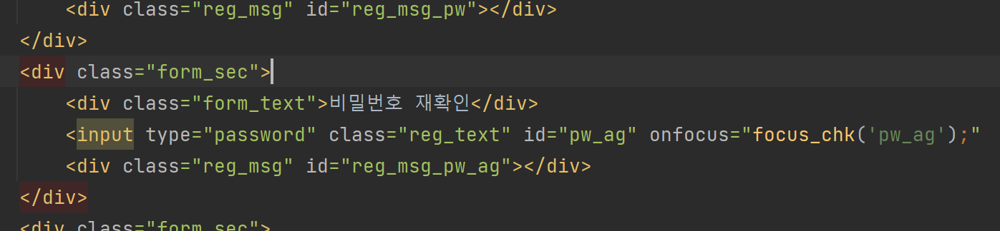 <div class="reg_msg" id="reg_msg_pw"></div>
</div>
<div class="form_sec">
<div class="form_text">비밀번호 재확인</div>
<input type="password" class="reg_text" id="pw_ag" onfocus="focus_chk('pw_ag');"
<div class="reg_msg" id="reg_msg_pw_ag"></div>
</div>
<div class="form_sec">